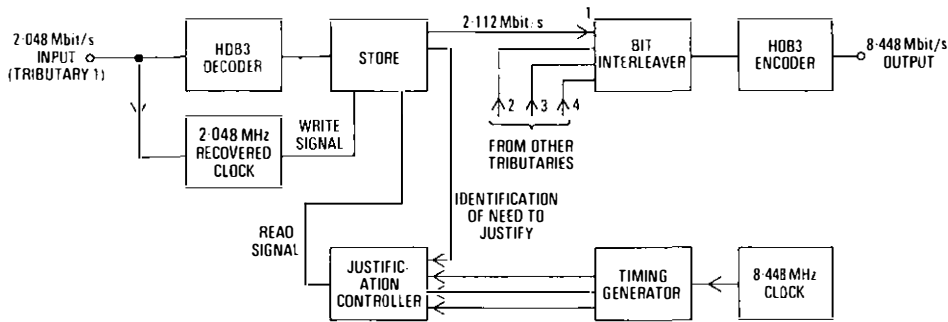 2·048 Mbit/s
INPUT
(TRIBUTARY 1)
HDB3
DECODER
STORE
2·112 Mbit/s
1
BIT
INTERLEAVER
HDB3
ENCODER
8·448 Mbit/s
OUTPUT
2
3
4
FROM OTHER
TRIBUTARIES
2·048 MHz
RECOVERED
CLOCK
WRITE
SIGNAL
READ
SIGNAL
IDENTIFICATION
OF NEED TO
JUSTIFY
JUSTIFIC-
ATION
CONTROLLER
TIMING
GENERATOR
8·448 MHz
CLOCK